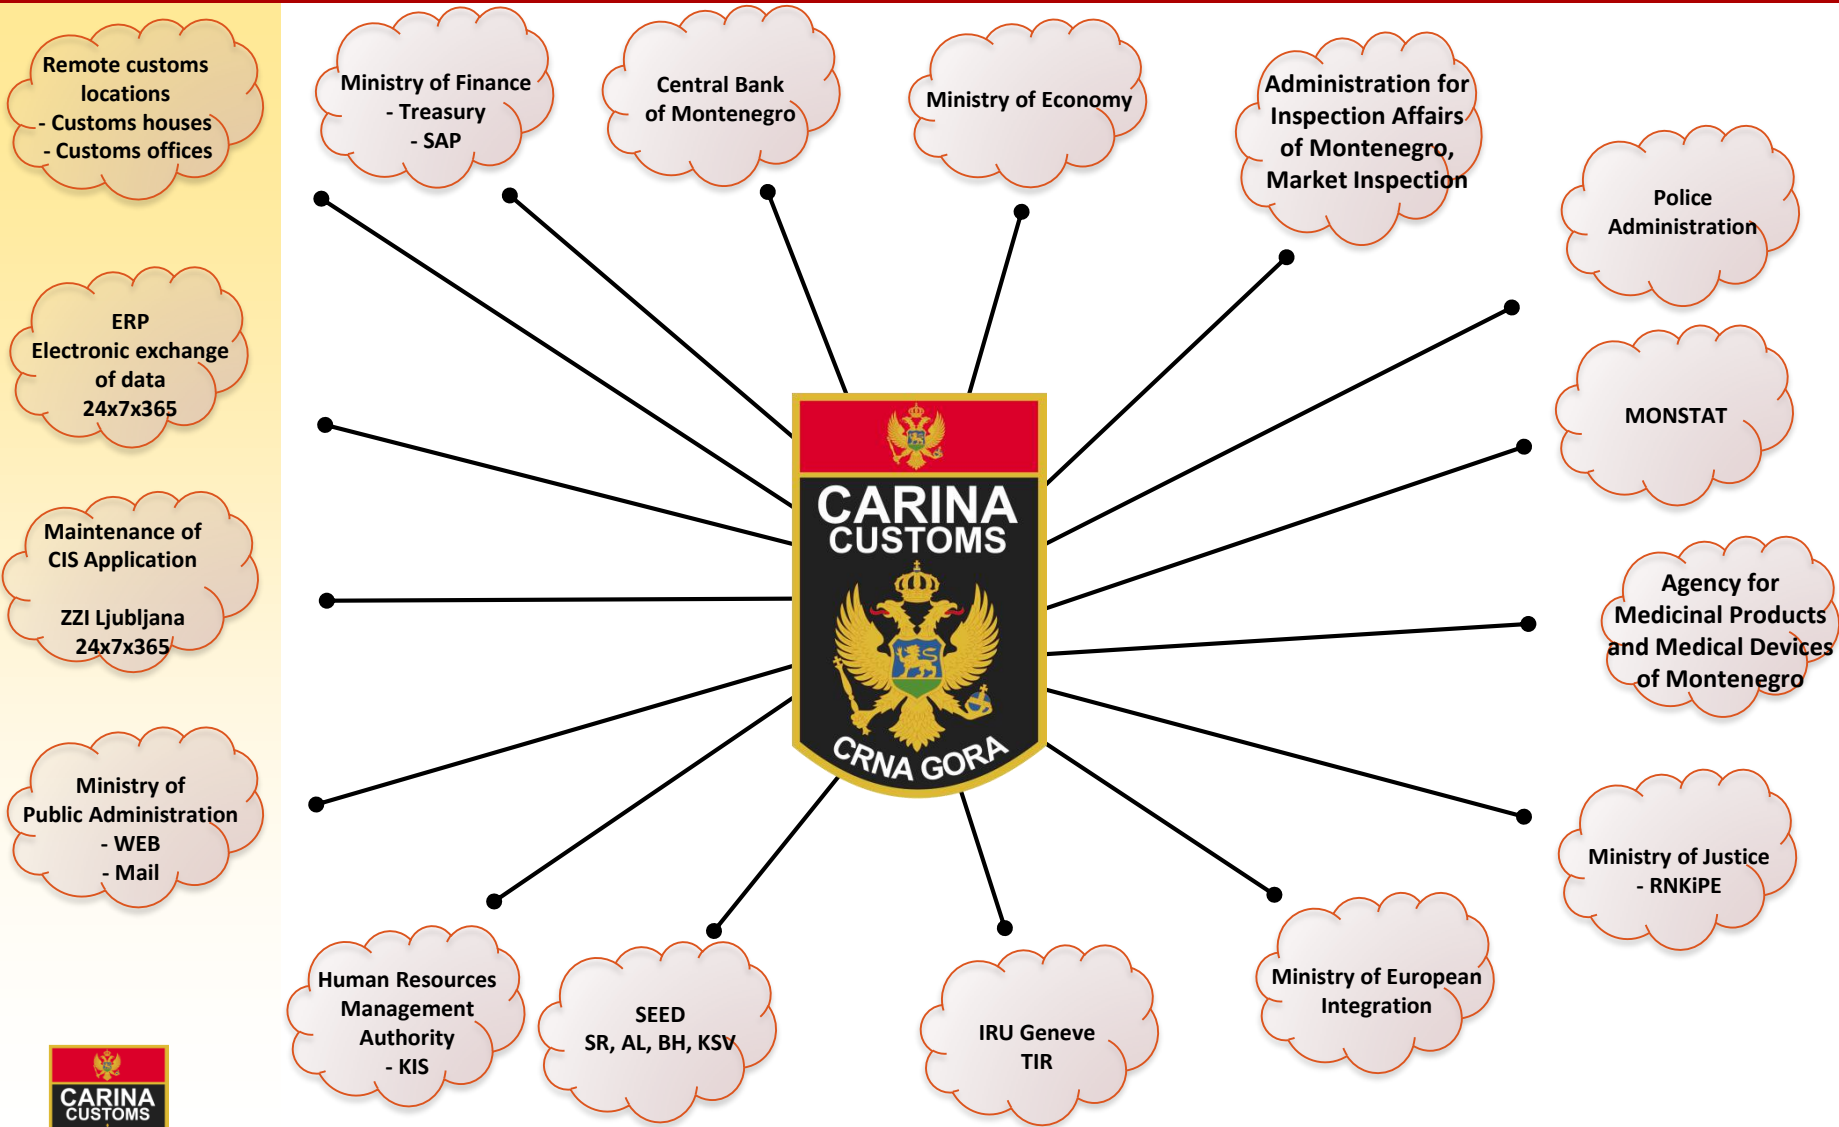 Remote customs
locations
- Customs houses
- Customs offices
Ministry of Finance
- Treasury
- SAP
Central Bank
of Montenegro
Ministry of Economy
Administration for
Inspection Affairs
of Montenegro,
Market Inspection
Police
Administration
ERP
Electronic exchange
of data
24x7x365
MONSTAT
Maintenance of
CIS Application
ZZI Ljubljana
24x7x365
CARINA
CUSTOMS
CRNA GORA
Agency for
Medicinal Products
and Medical Devices
of Montenegro
Ministry of
Public Administration
- WEB
- Mail
Ministry of Justice
- RNKiPE
Human Resources
Management
Authority
- KIS
SEED
SR, AL, BH, KSV
IRU Geneve
TIR
Ministry of European
Integration
CARINA
CUSTOMS